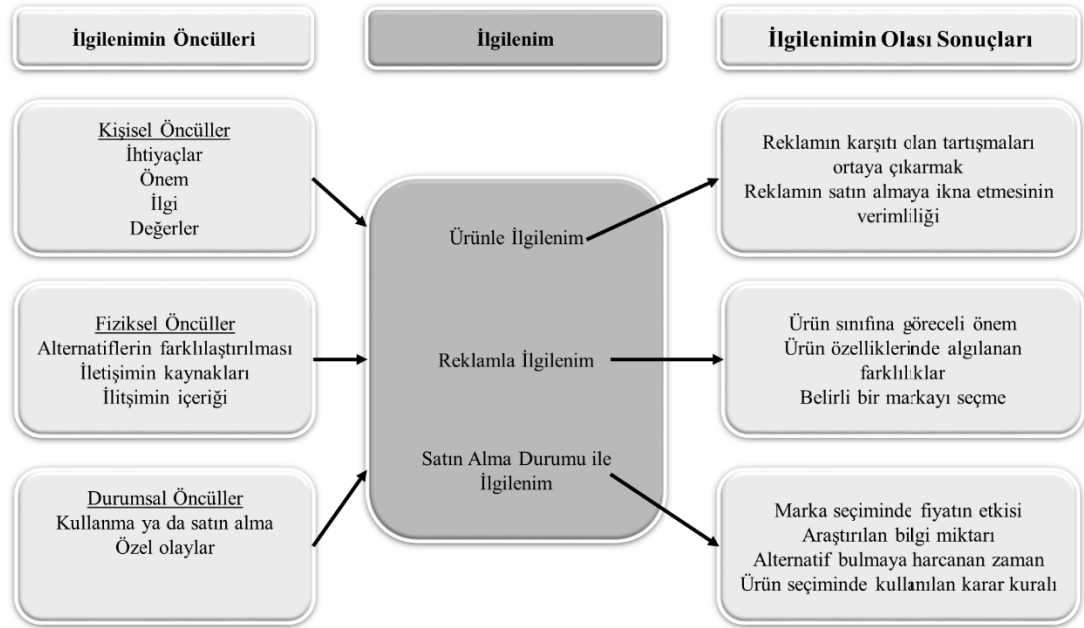 İlgilenimin Öncülleri
İlgilenim
İlgilenimin Olası Sonuçları
Kişisel Öncüller
İhtiyaçlar
Önem
İlgi
Değerler
Fiziksel Öncüller
Alternatiflerin farklılaştırılması
İletişimin kaynakları
İlitşimin içeriği
Durumsal Öncüller
Kullanma ya da satın alma
Özel olaylar
Ürünle İlgilenim
Reklamla İlgilenim
Satın Alma Durumu ile
İlgilenim
Reklamın karşıtı olan tartışmaları
ortaya çıkarmak
Reklamın satın almaya ikna etmesinin
verimliliği
Ürün sınıfına göreceli önem
Ürün özelliklerinde algılanan
farklılıklar
Belirli bir markayı seçme
Marka seçiminde fiyatın etkisi
Araştırılan bilgi miktarı
Alternatif bulmaya harcanan zaman
Ürün seçiminde kullanılan karar kuralı